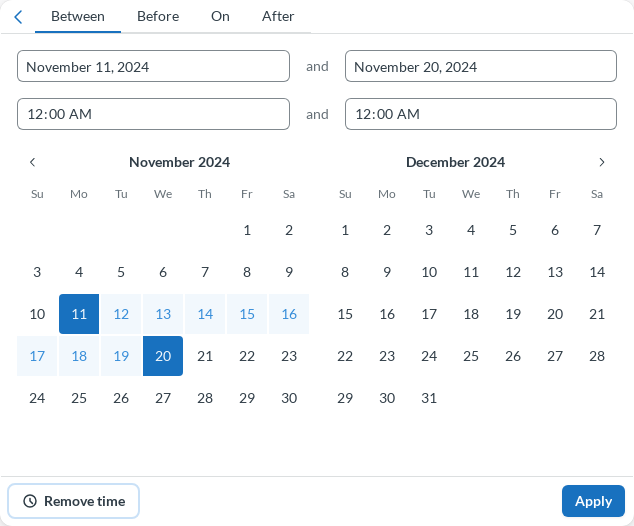 Between Before On After
November 11, 2024 and November 20, 2024
12:00 AM and 12:00 AM
November 2024 December 2024
Su Mo Tu We Th Fr Sa Su Mo Tu We Th Fr Sa
1 2 1 2 3 4 5 6 7
3 4 5 6 7 8 9 8 9 10 11 12 13 14
10 11 12 13 14 15 16 15 16 17 18 19 20 21
17 18 19 20 21 22 23 22 23 24 25 26 27 28
24 25 26 27 28 29 30 29 30 31
Remove time Apply